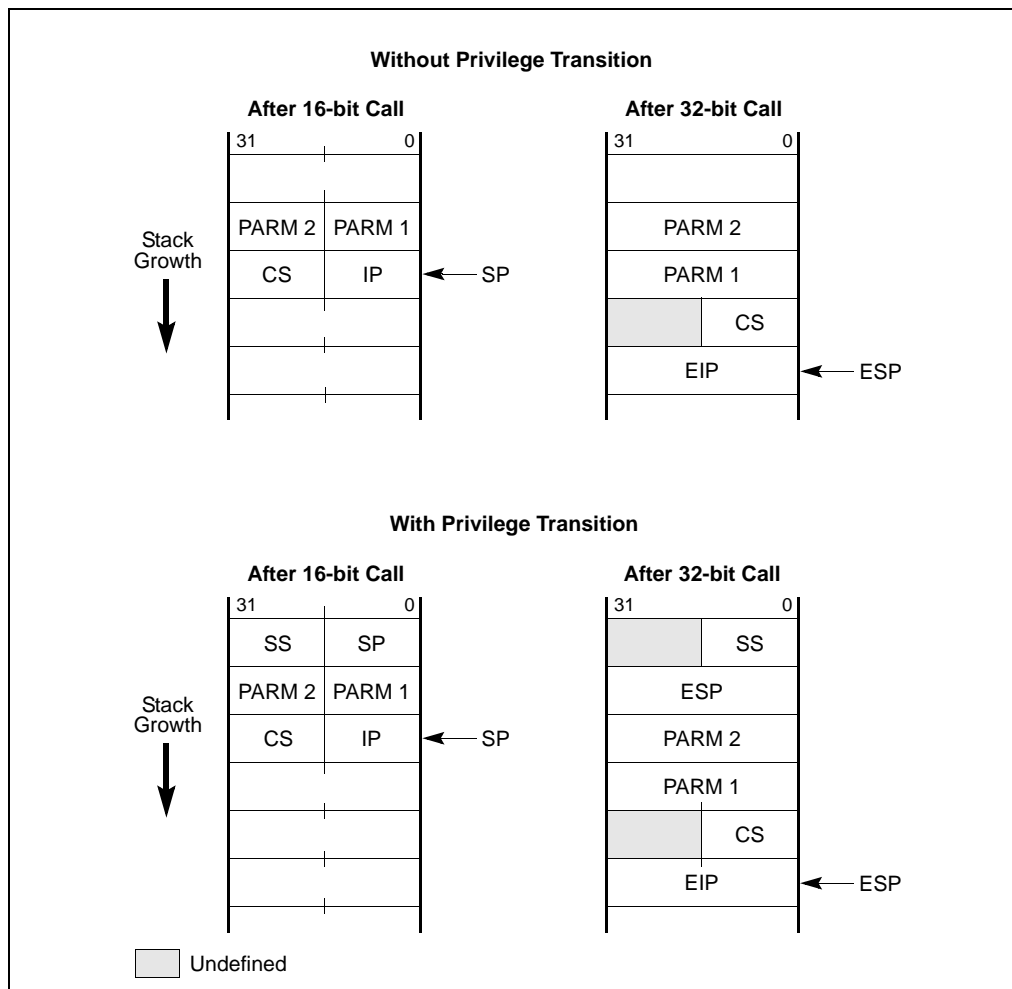 Without Privilege Transition
After 16-bit Call
After 32-bit Call
31 0
31 0
PARM 2 PARM 1
PARM 2
Stack
Growth
CS IP
SP
PARM 1
CS
EIP
ESP
With Privilege Transition
After 16-bit Call
After 32-bit Call
31 0
31 0
SS SP
SS
PARM 2 PARM 1
ESP
Stack
Growth
CS IP
SP
PARM 2
PARM 1
CS
EIP
ESP
Undefined